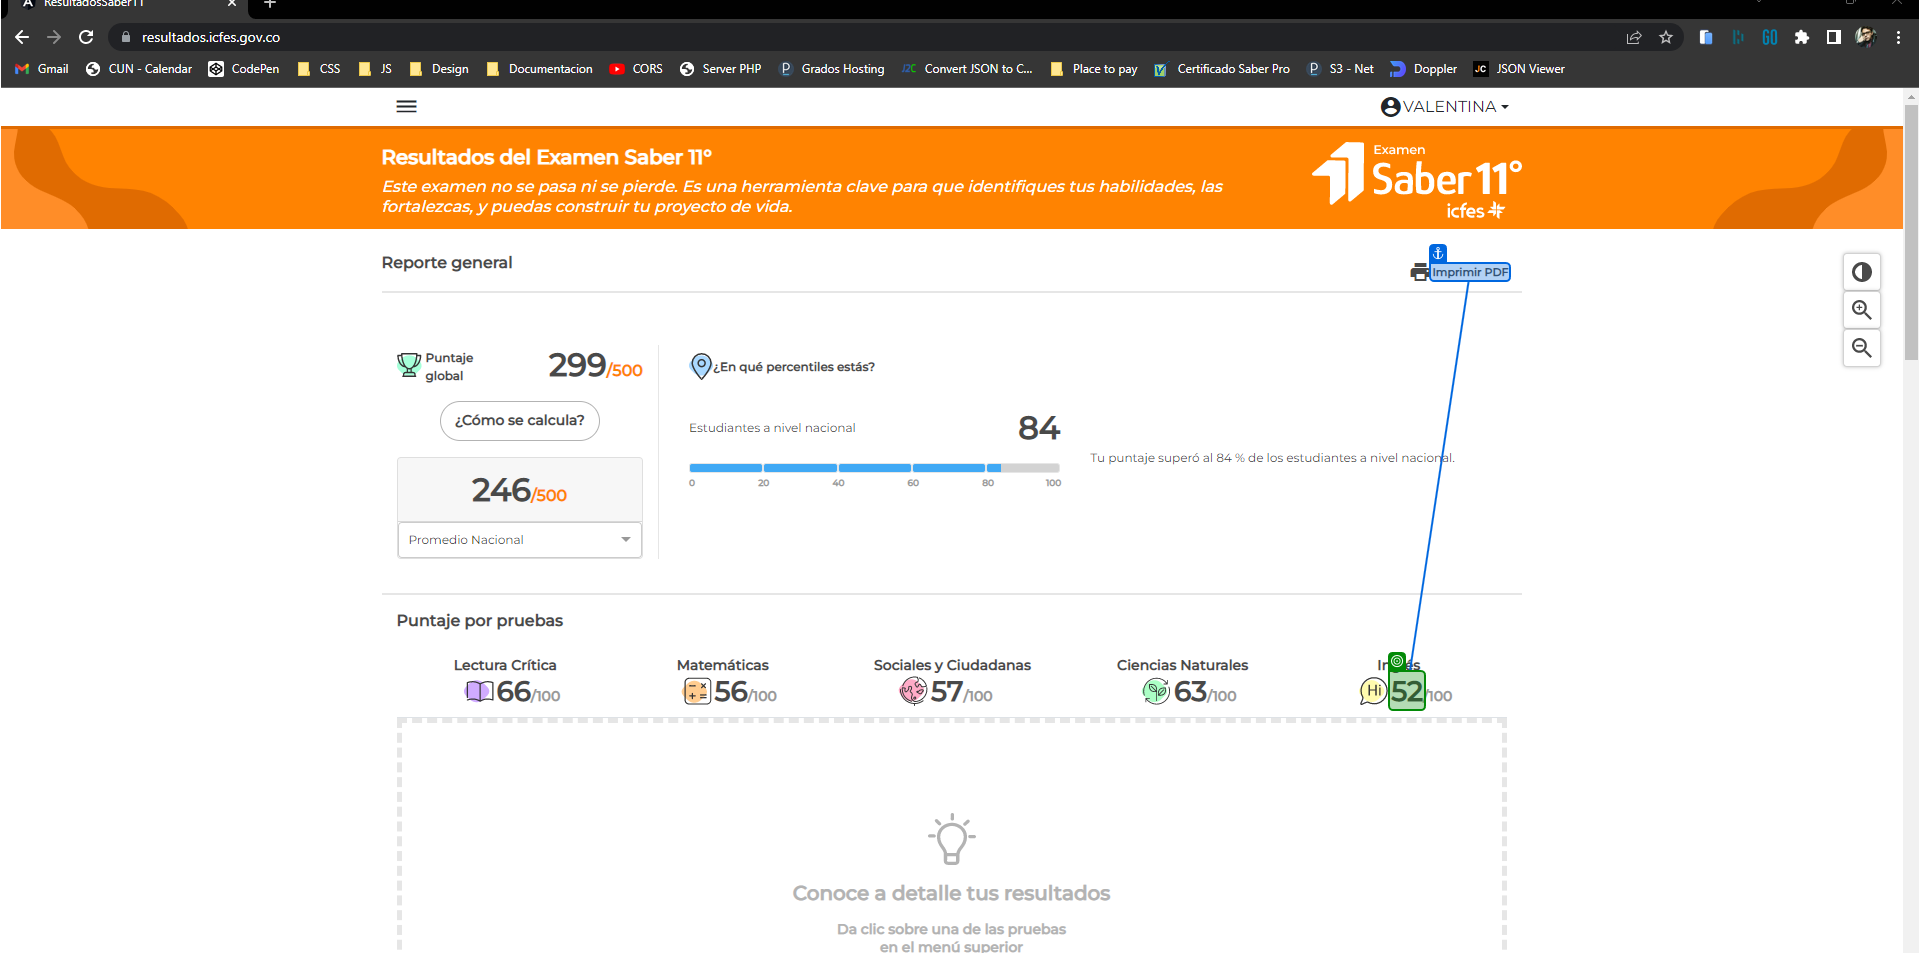 ResultadosSaber11
resultados.icfes.gov.co
GO
Gmail
CUN - Calendar
CodePen
CSS
JS
Design
Documentacion
CORS
Server PHP
Grados Hosting
Convert JSON to C...
Place to pay
Certificado Saber Pro
S3 - Net
Doppler
JSON Viewer
VALENTINA
Resultados del Examen Saber 11°
Este examen no se pasa ni se pierde. Es una herramienta clave para que identifiques tus habilidades, las
fortalezcas, y puedas construir tu proyecto de vida.
Examen
Saber 11°
icfes
Reporte general
Imprimir PDF
Puntaje
global
299/500
¿Cómo se calcula?
246/500
Promedio Nacional
¿En qué percentiles estás?
Estudiantes a nivel nacional
84
0 20 40 60 80 100
Tu puntaje superó al 84 % de los estudiantes a nivel nacional.
Puntaje por pruebas
Lectura Crítica
66/100
Matemáticas
56/100
Sociales y Ciudadanas
57/100
Ciencias Naturales
63/100
Hi
52/100
Conoce a detalle tus resultados
Da clic sobre una de las pruebas
en el menú superior